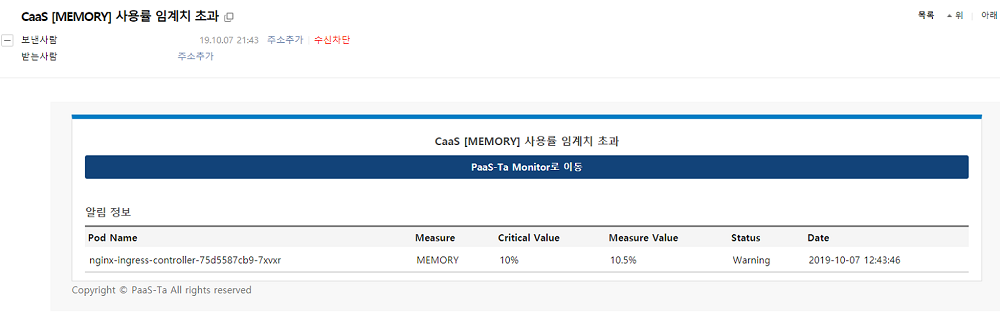 CaaS [MEMORY] 사용률 임계치 초과
목록 위 아래
보낸사람 19.10.07 21:43 주소추가 수신차단
받는사람 주소추가
CaaS [MEMORY] 사용률 임계치 초과
PaaS-Ta Monitor로 이동
알림 정보
Pod Name Measure Critical Value Measure Value Status Date
nginx-ingress-controller-75d5587cb9-7xvxr MEMORY 10% 10.5% Warning 2019-10-07 12:43:46
Copyright © PaaS-Ta All rights reserved